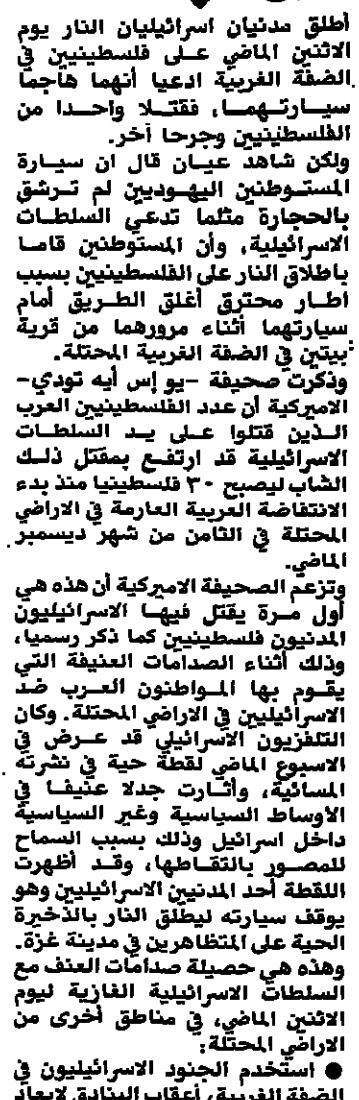 أطلق مدنيان اسرائيليان النار يوم
الاثنين الماضي على فلسطينيين في
الضفة الغربية ادعيا أنهما هاجما
سيارتهما، فقتلا واحدا من
الفلسطينيين وجرحا آخر.
ولكن شاهد عيان قال ان سيارة
المستوطنين اليهوديين لم ترشق
بالحجارة مثلما تدعي السلطات
الاسرائيلية، وأن المستوطنين قاما
باطلاق النار على الفلسطينيين بسبب
اطار محترق أغلق الطريق أمام
سيارتهما أثناء مرورهما من قرية
بيتين في الضفة الغربية المحتلة.
وذكرت صحيفة -يو إس أيه تودي-
الاميركية أن عدد الفلسطينيين العرب
الذين قتلوا على يد السلطات
الاسرائيلية قد ارتفع بمقتل ذلك
الشاب ليصبح ٣٠ فلسطينيا منذ بدء
الانتفاضة العربية العارمة في الاراضي
المحتلة في الثامن من شهر ديسمبر
الماضي.
وتزعم الصحيفة الاميركية أن هذه هي
أول مرة يقتل فيها الاسرائيليون
المدنيون فلسطينيين كما ذكر رسميا،
وذلك أثناء الصدامات العنيفة التي
يقوم بها المواطنون العرب ضد
الاسرائيليين في الاراضي المحتلة. وكان
التلفزيون الاسرائيلي قد عرض في
الاسبوع الماضي لقطة حية في نشرته
المسائية، وأثارت جدلا عنيفا في
الأوساط السياسية وغير السياسية
داخل اسرائيل وذلك بسبب السماح
للمصور بالتقاطها، وقد أظهرت
اللقطة أحد المدنيين الاسرائيليين وهو
يوقف سيارته ليطلق النار بالذخيرة
الحية على المتظاهرين في مدينة غزة.
وهذه هي حصيلة صدامات العنف مع
السلطات الاسرائيلية الغازية ليوم
الاثنين الماضي، في مناطق أخرى من
الاراضي المحتلة:
● استخدم الجنود الاسرائيليون في
الضفة الغربية، أعقاب البنادق لابعاد